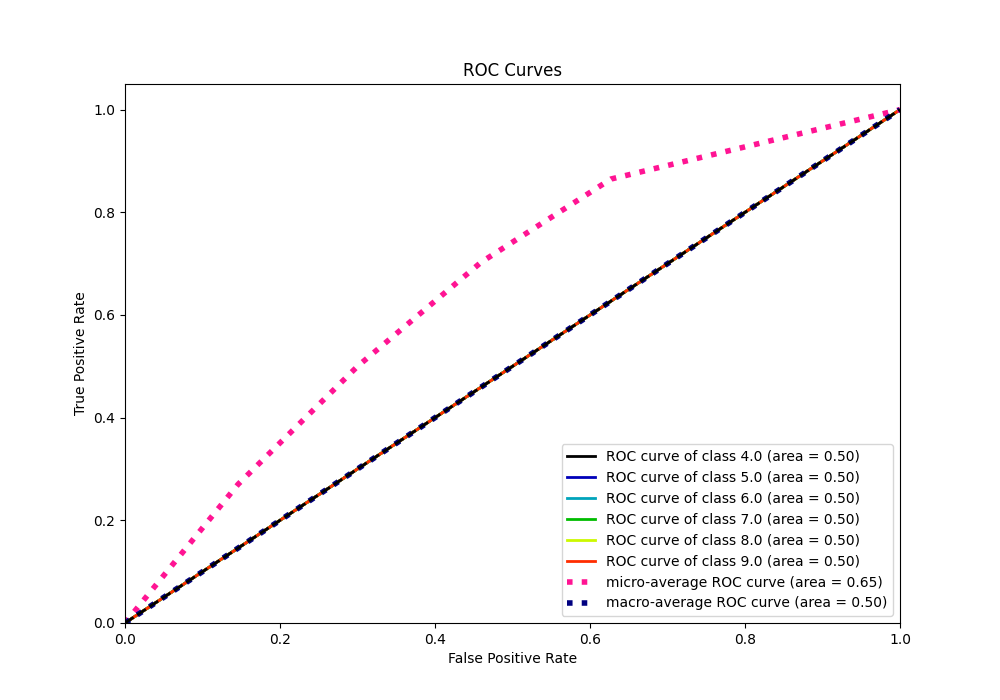 ROC Curves
True Positive Rate
1.0
0.8
0.6
0.4
0.2
0.0
0.0 0.2 0.4 0.6 0.8 1.0
False Positive Rate
ROC curve of class 4.0 (area = 0.50)
ROC curve of class 5.0 (area = 0.50)
ROC curve of class 6.0 (area = 0.50)
ROC curve of class 7.0 (area = 0.50)
ROC curve of class 8.0 (area = 0.50)
ROC curve of class 9.0 (area = 0.50)
micro-average ROC curve (area = 0.65)
macro-average ROC curve (area = 0.50)